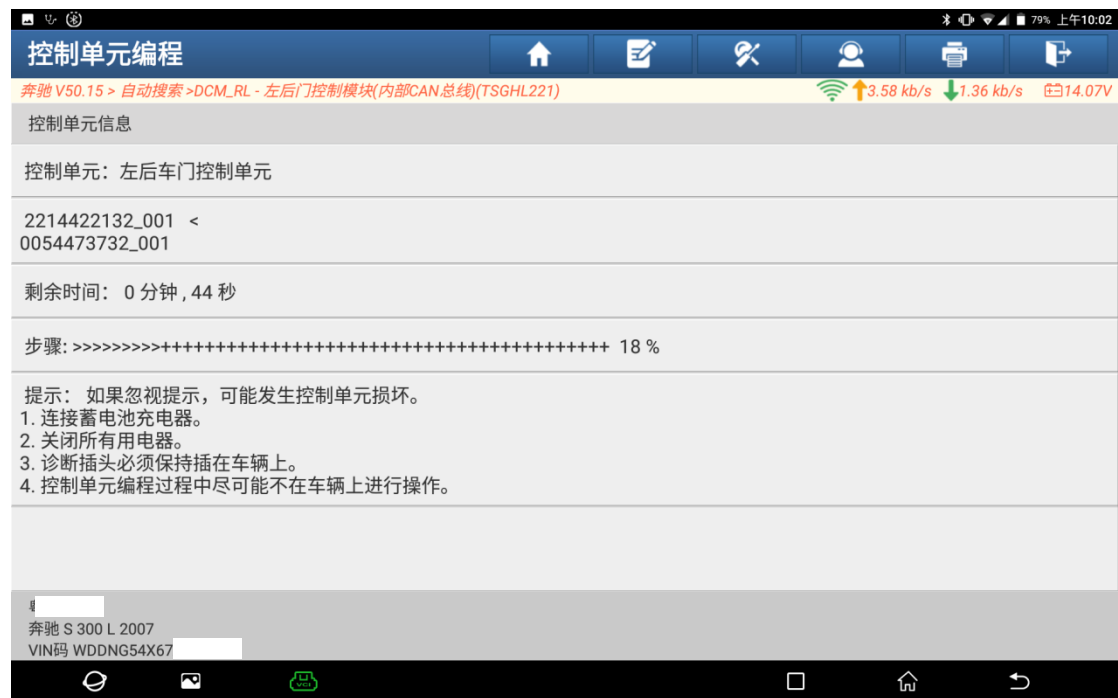 79% 上午10:02
控制单元编程
奔驰 V50.15 > 自动搜索 >DCM_RL - 左后门控制模块(内部CAN总线)(TSGHL221)
3.58 kb/s 1.36 kb/s 14.07V
控制单元信息
控制单元：左后车门控制单元
2214422132_001 <
0054473732_001
剩余时间： 0 分钟 , 44 秒
步骤: >>>>>>>>>+++++++++++++++++++++++++++++++++++++++++ 18 %
提示： 如果忽视提示，可能发生控制单元损坏。
1. 连接蓄电池充电器。
2. 关闭所有用电器。
3. 诊断插头必须保持插在车辆上。
4. 控制单元编程过程中尽可能不在车辆上进行操作。
奔驰 S 300 L 2007
VIN码 WDDNG54X67
VCI